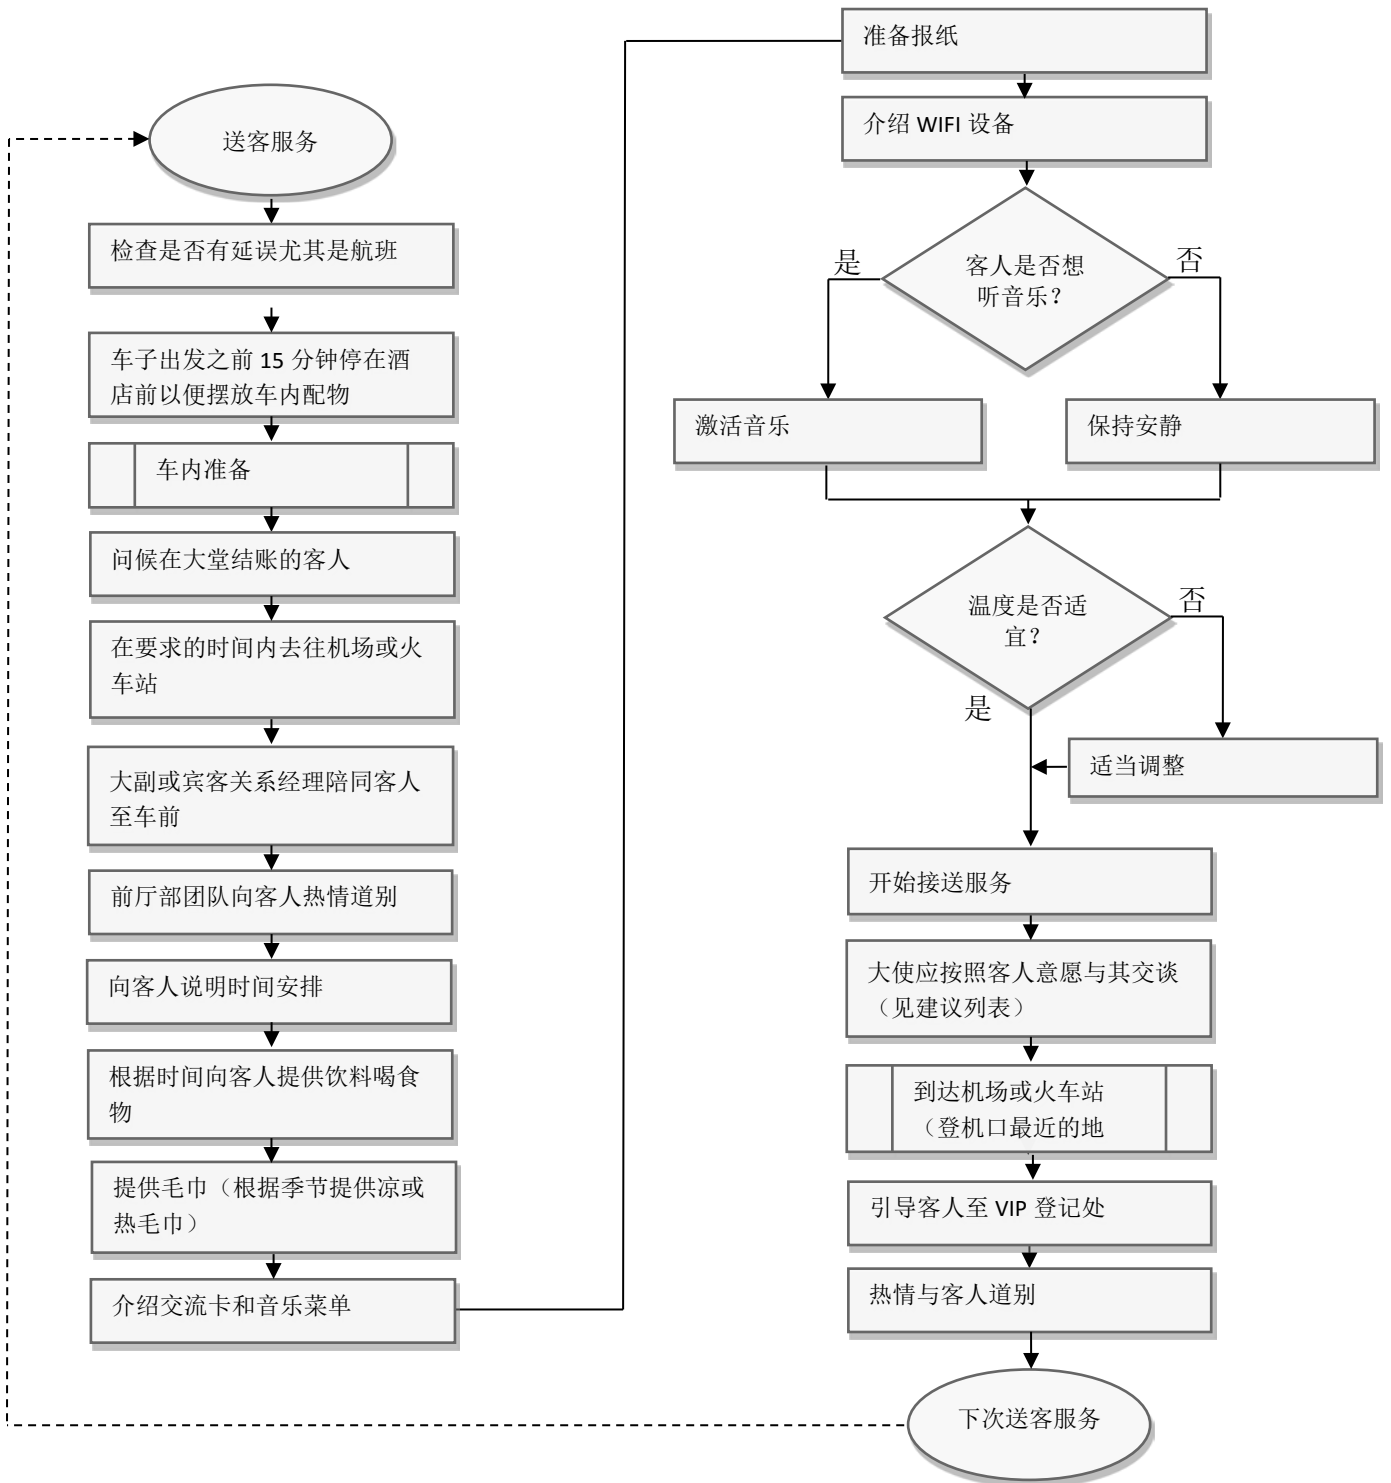 送客服务
检查是否有延误尤其是航班
车子出发之前 15 分钟停在酒
店前以便摆放车内配物
车内准备
问候在大堂结账的客人
在要求的时间内去往机场或火
车站
大副或宾客关系经理陪同客人
至车前
前厅部团队向客人热情道别
向客人说明时间安排
根据时间向客人提供饮料喝食
物
提供毛巾（根据季节提供凉或
热毛巾）
介绍交流卡和音乐菜单
准备报纸
介绍 WIFI 设备
客人是否想
听音乐？
是
否
激活音乐
保持安静
温度是否适
宜？
否
是
适当调整
开始接送服务
大使应按照客人意愿与其交谈
（见建议列表）
到达机场或火车站
（登机口最近的地
引导客人至 VIP 登记处
热情与客人道别
下次送客服务